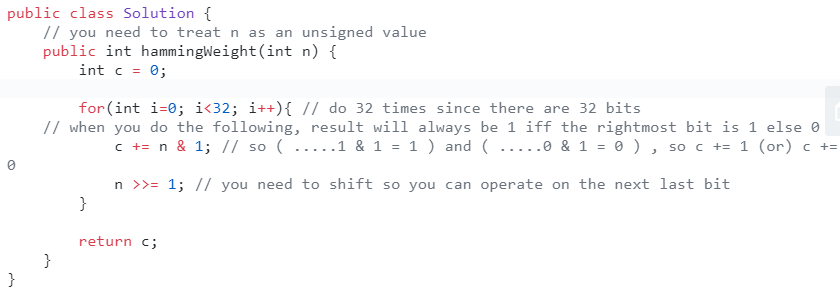 public class Solution {
    // you need to treat n as an unsigned value
    public int hammingWeight(int n) {
        int c = 0;

        for(int i=0; i<32; i++){ // do 32 times since there are 32 bits
    // when you do the following, result will always be 1 iff the rightmost bit is 1 else 0
            c += n & 1; // so ( .....1 & 1 = 1 ) and ( .....0 & 1 = 0 ) , so c += 1 (or) c +=
0
            n >>= 1; // you need to shift so you can operate on the next last bit
        }

        return c;
    }
}